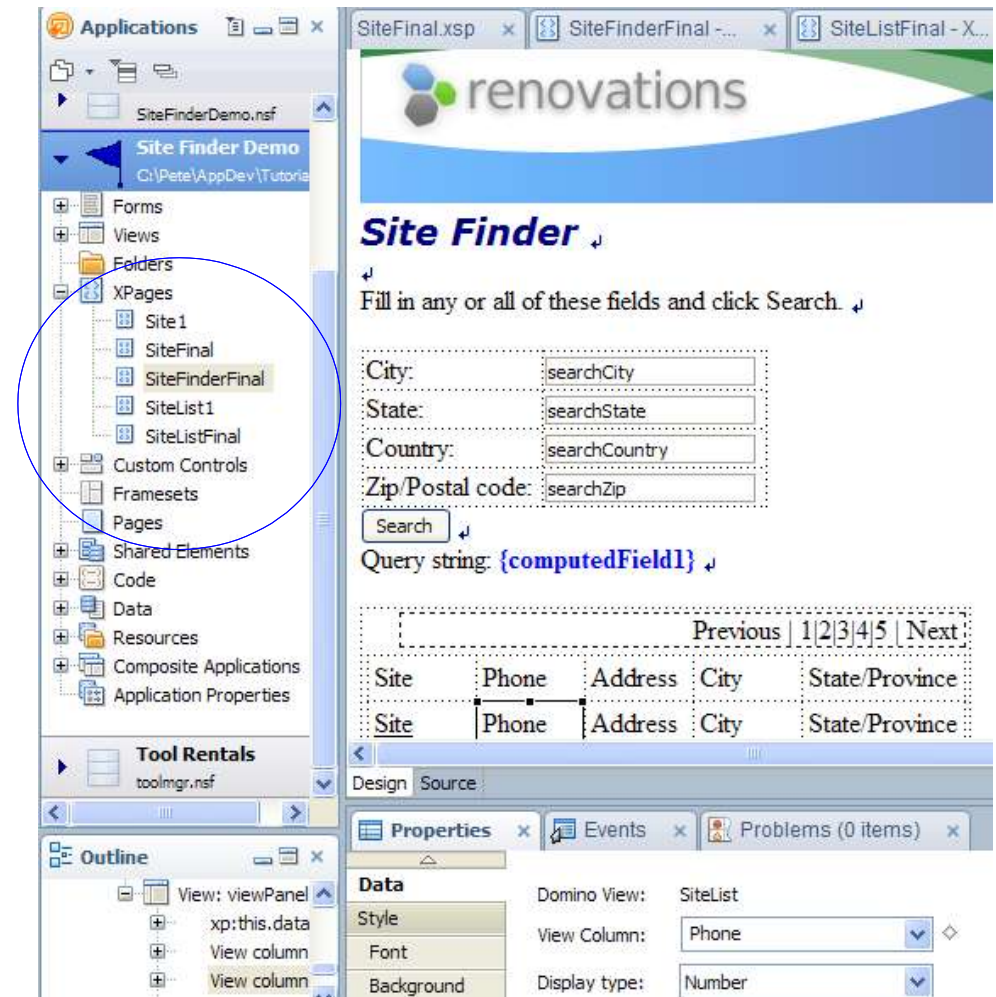 Applications
SiteFinderDemo.nsf
Site Finder Demo
C:\Pete\AppDev\Tutoria
Forms
Views
Folders
XPages
Site1
SiteFinal
SiteFinderFinal
SiteList1
SiteListFinal
Custom Controls
Framesets
Pages
Shared Elements
Code
Data
Resources
Composite Applications
Application Properties
Tool Rentals
toolmgr.nsf
Outline
View: viewPanel
xp:this.data
View column
View column
SiteFinal.xsp
SiteFinderFinal -...
SiteListFinal - X...
renovations
Site Finder
Fill in any or all of these fields and click Search.
City: searchCity
State: searchState
Country: searchCountry
Zip/Postal code: searchZip
Search
Query string: {computedField1}
Previous | 1|2|3|4|5 | Next
Site Phone Address City State/Province
Site Phone Address City State/Province
Design Source
Properties Events Problems (0 items)
Data
Style
Font
Background
Domino View: SiteList
View Column: Phone
Display type: Number